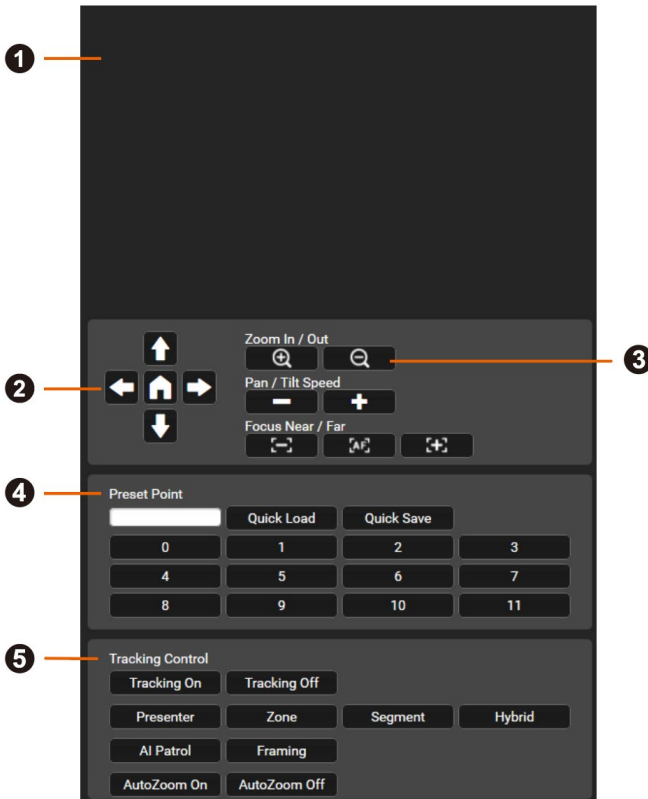 1
Zoom In / Out
2
3
Pan / Tilt Speed
Focus Near / Far
AF
4
Preset Point
Quick Load Quick Save
0 1 2 3
4 5 6 7
8 9 10 11
5
Tracking Control
Tracking On Tracking Off
Presenter Zone Segment Hybrid
AI Patrol Framing
AutoZoom On AutoZoom Off